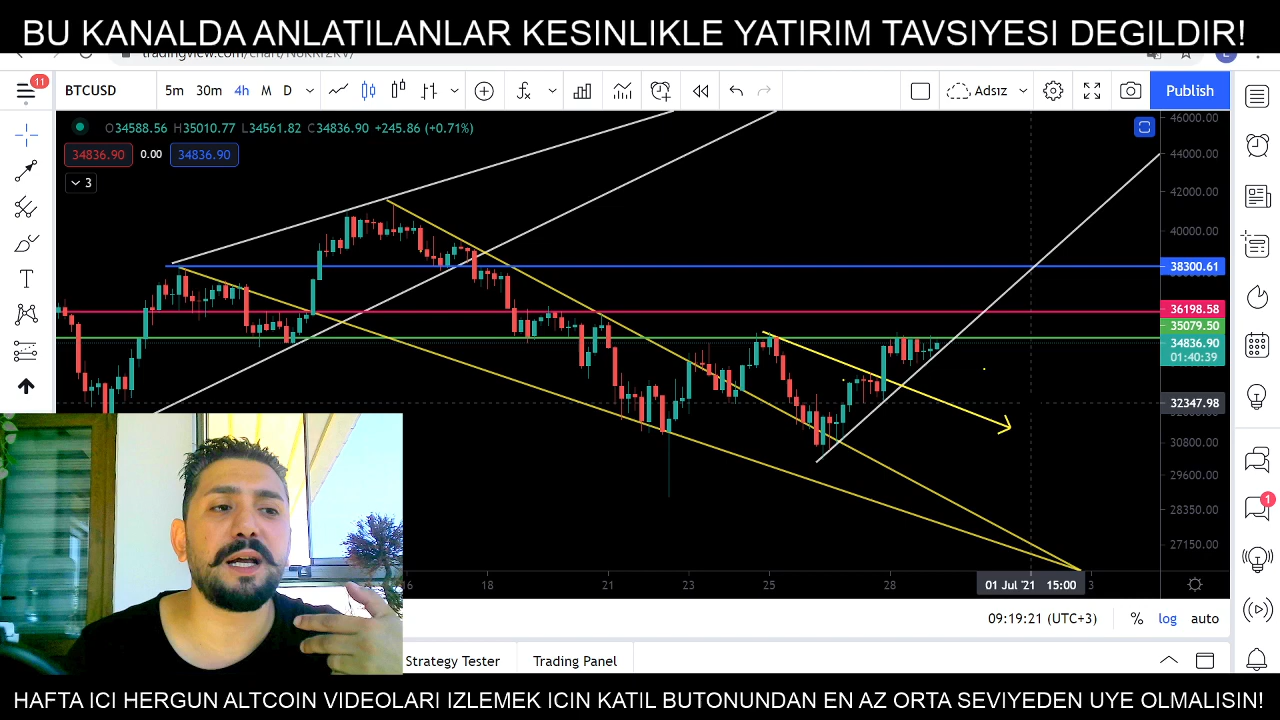 BU KANALDA ANLATILANLAR KESINLIKLE YATIRIM TAVSIYESI DEGILDIR!
11
BTCUSD 5m 30m 4h M D Adsız Publish
O34588.56 H35010.77 L34561.82 C34836.90 +245.86 (+0.71%)
34836.90 0.00 34836.90
3
46000.00
44000.00
42000.00
40000.00
38300.61
36198.58
35079.50
34836.90
01:40:39
32347.98
30800.00
29600.00
28350.00
27150.00
18 21 23 25 28 01 Jul '21 15:00 3
1
09:19:21 (UTC+3) % log auto
Strategy Tester Trading Panel
HAFTA ICI HERGUN ALTCOIN VIDEOLARI IZLEMEK ICIN KATIL BUTONUNDAN EN AZ ORTA SEVIYEDEN UYE OLMALISIN!